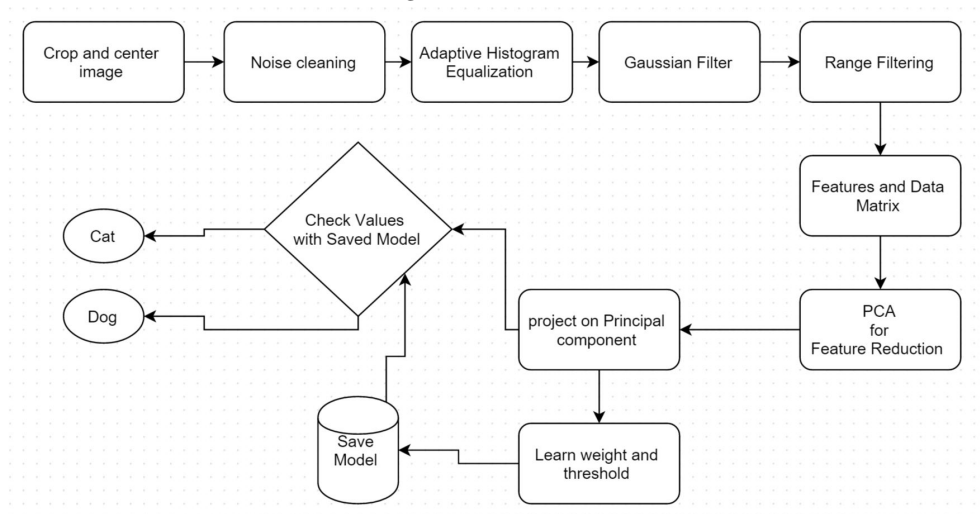 Crop and center
image
Noise cleaning
Adaptive Histogram
Equalization
Gaussian Filter
Range Filtering
Features and Data
Matrix
PCA
for
Feature Reduction
project on Principal
component
Learn weight and
threshold
Save
Model
Check Values
with Saved Model
Cat
Dog